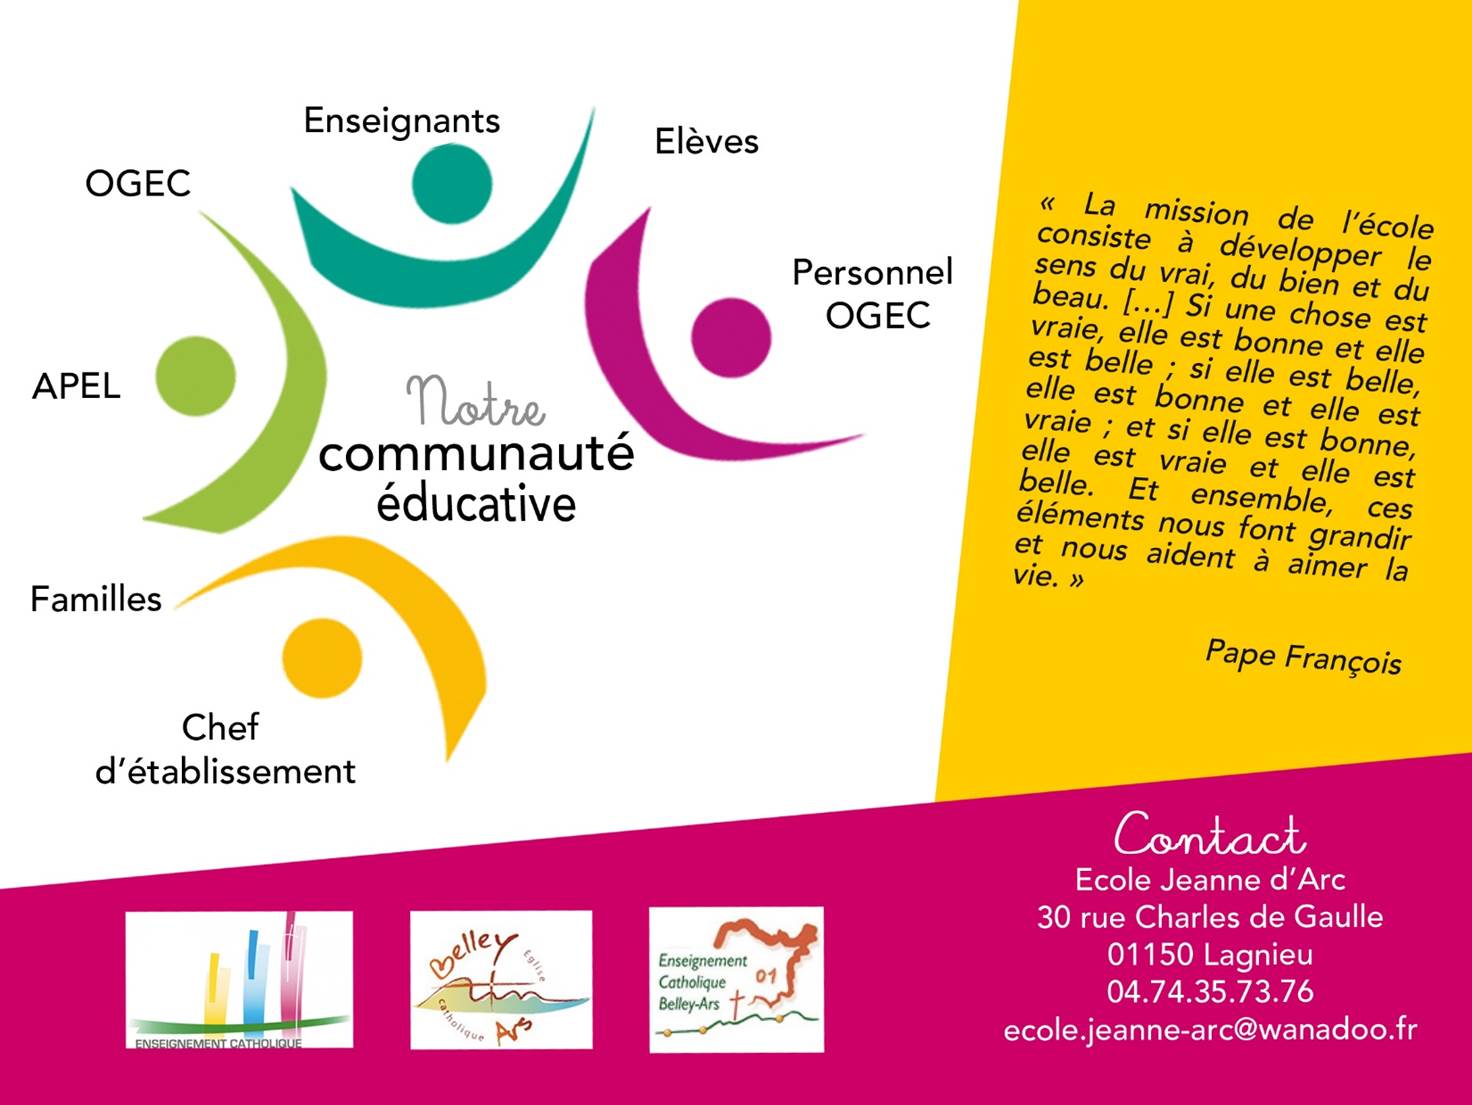 Enseignants
Elèves
OGEC
Personnel
OGEC
APEL
Notre
communauté
éducative
Familles
Chef
d’établissement
« La mission de l’école
consiste à développer le
sens du vrai, du bien et du
beau. [...] Si une chose est
vraie, elle est bonne et elle
est belle ; si elle est belle,
elle est bonne et elle est
vraie ; et si elle est bonne,
elle est vraie et elle est
belle. Et ensemble, ces
éléments nous font grandir
et nous aident à aimer la
vie. »
Pape François
ENSEIGNEMENT CATHOLIQUE
Belley
Eglise
catholique
Ars
Enseignement
Catholique 01
Belley-Ars
Contact
Ecole Jeanne d’Arc
30 rue Charles de Gaulle
01150 Lagnieu
04.74.35.73.76
ecole.jeanne-arc@wanadoo.fr